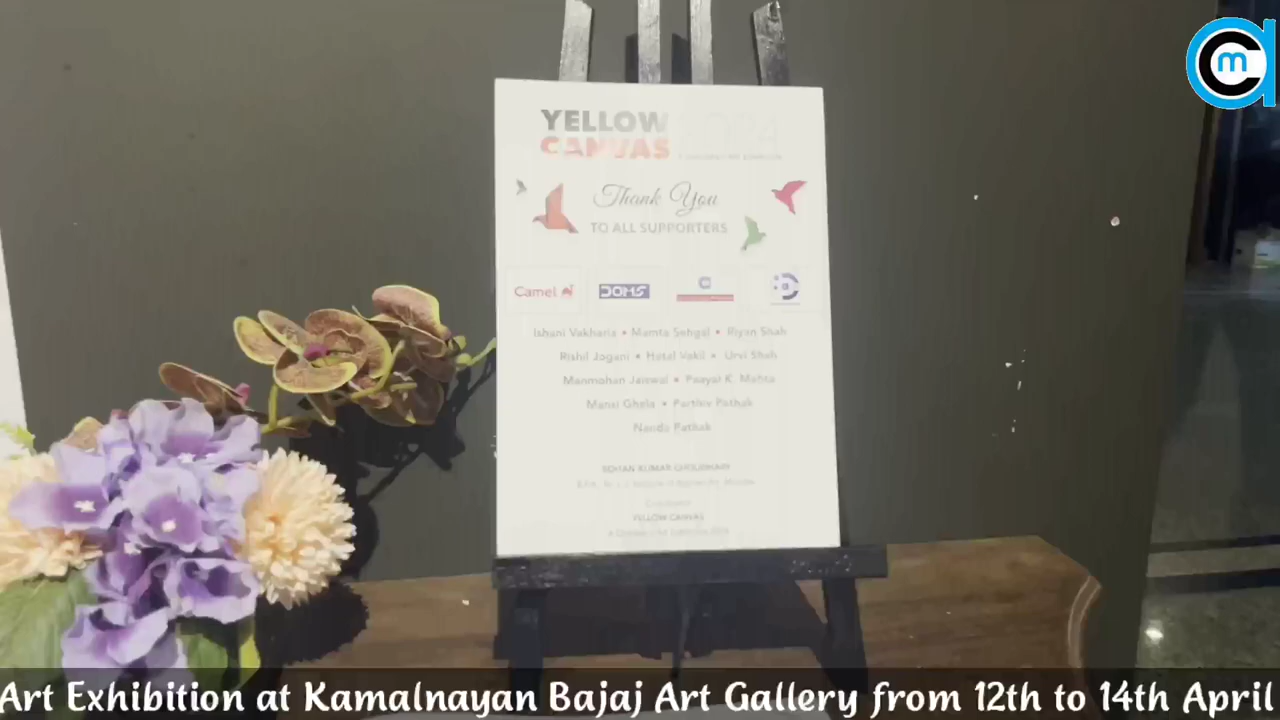 YELLOW
CANVAS
2024
Thank You
TO ALL SUPPORTERS
Camel
DOMS
Ishani Vakharia • Mamta Sehgal • Riyan Shah
Rishil Jogani • Hetal Vakil • Urvi Shah
Manmohan Jaiswal • Paayal K. Mehta
Mansi Ghela • Parthiv Pathak
Nanda Pathak
YELLOW CANVAS
Art Exhibition at Kamalnayan Bajaj Art Gallery from 12th to 14th April